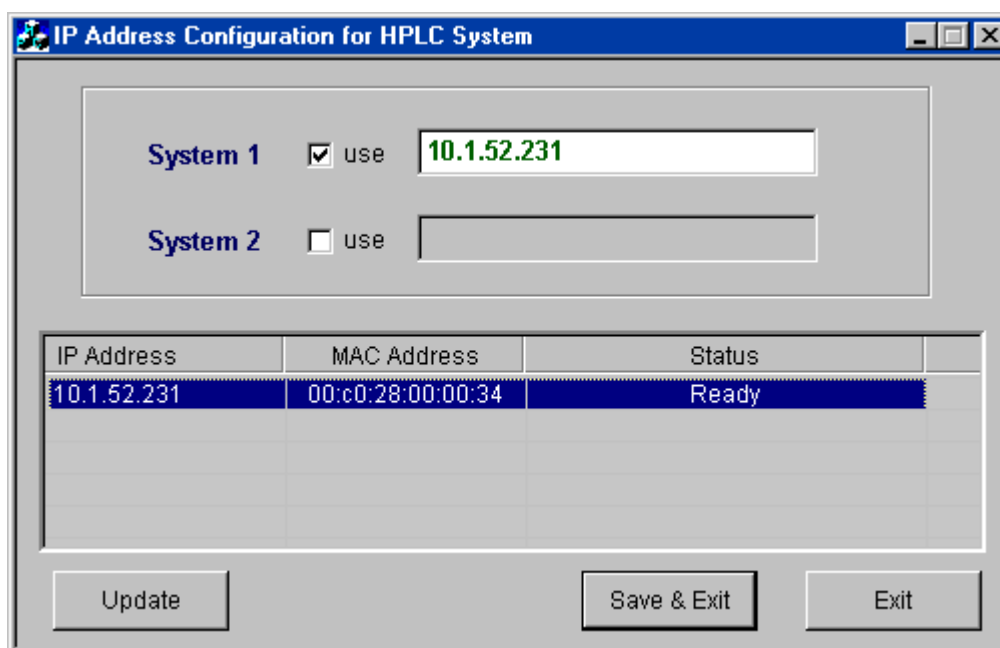 IP Address Configuration for HPLC System
System 1 use 10.1.52.231
System 2 use
IP Address MAC Address Status
10.1.52.231 00:c0:28:00:00:34 Ready
Update Save & Exit Exit